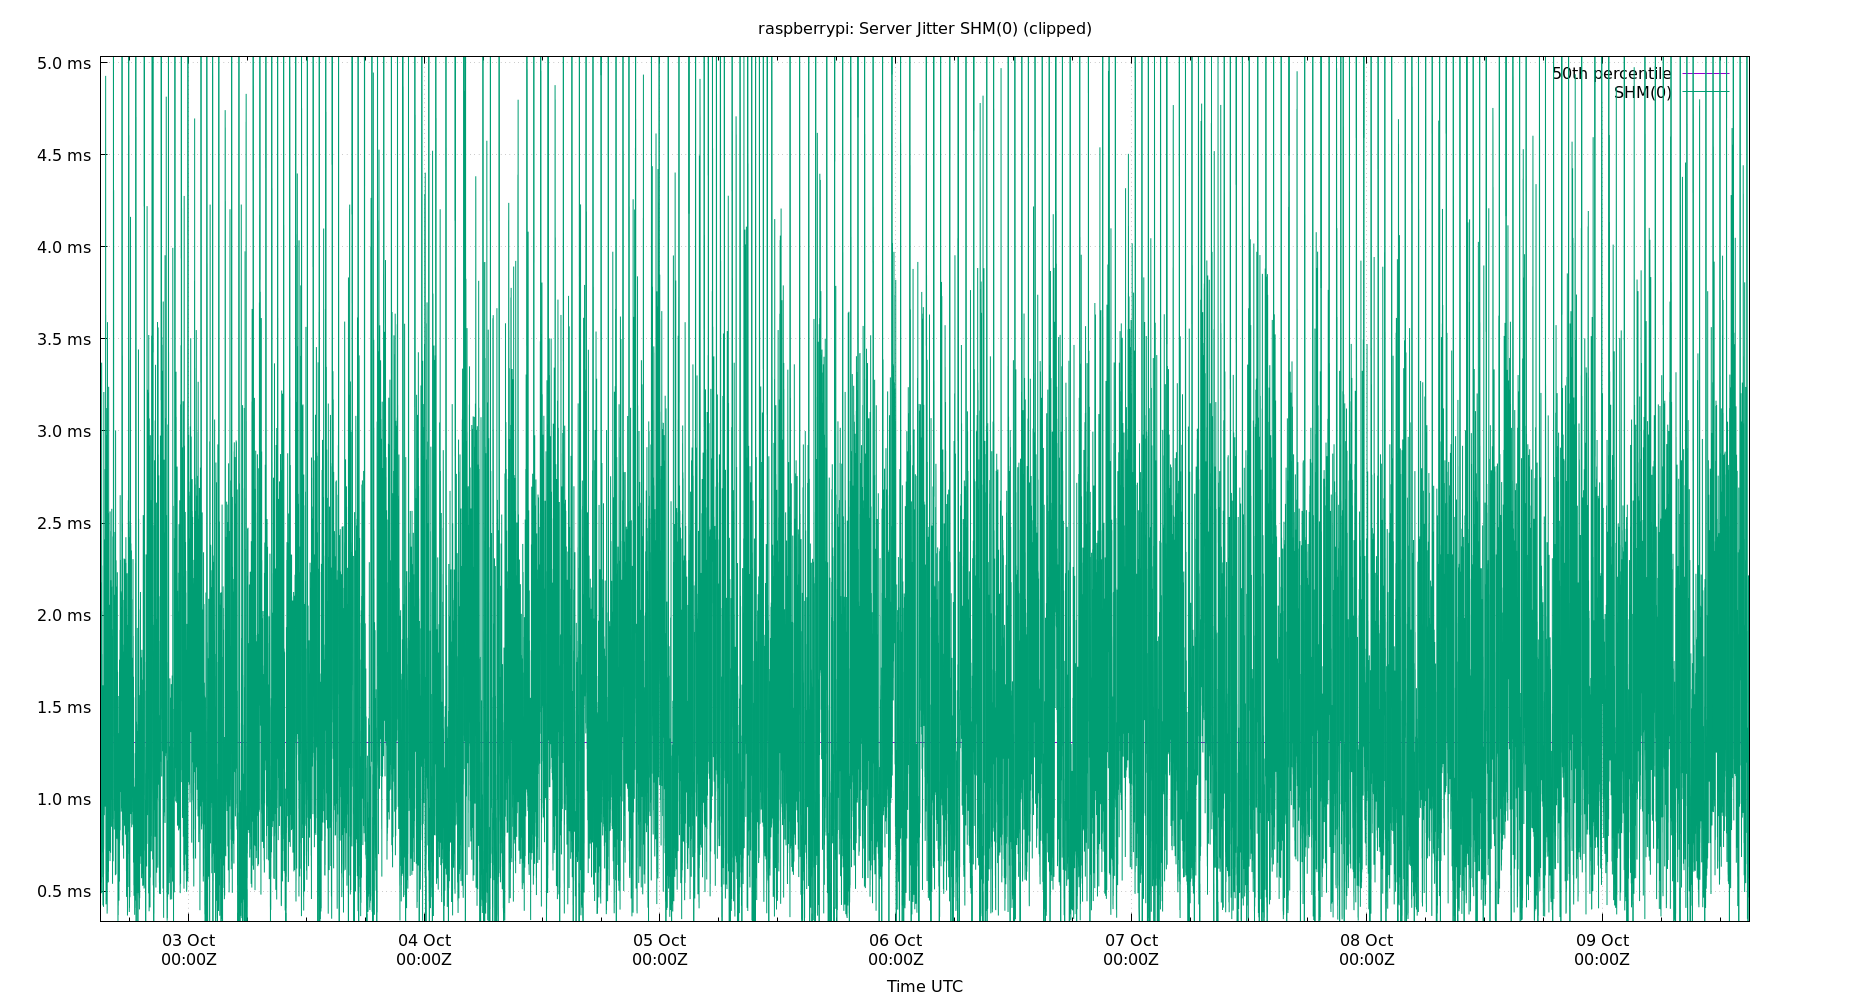 raspberrypi: Server Jitter SHM(0) (clipped)
5.0 ms
4.5 ms
4.0 ms
3.5 ms
3.0 ms
2.5 ms
2.0 ms
1.5 ms
1.0 ms
0.5 ms
50th percentile
SHM(0)
03 Oct
00:00Z
04 Oct
00:00Z
05 Oct
00:00Z
06 Oct
00:00Z
07 Oct
00:00Z
08 Oct
00:00Z
09 Oct
00:00Z
Time UTC